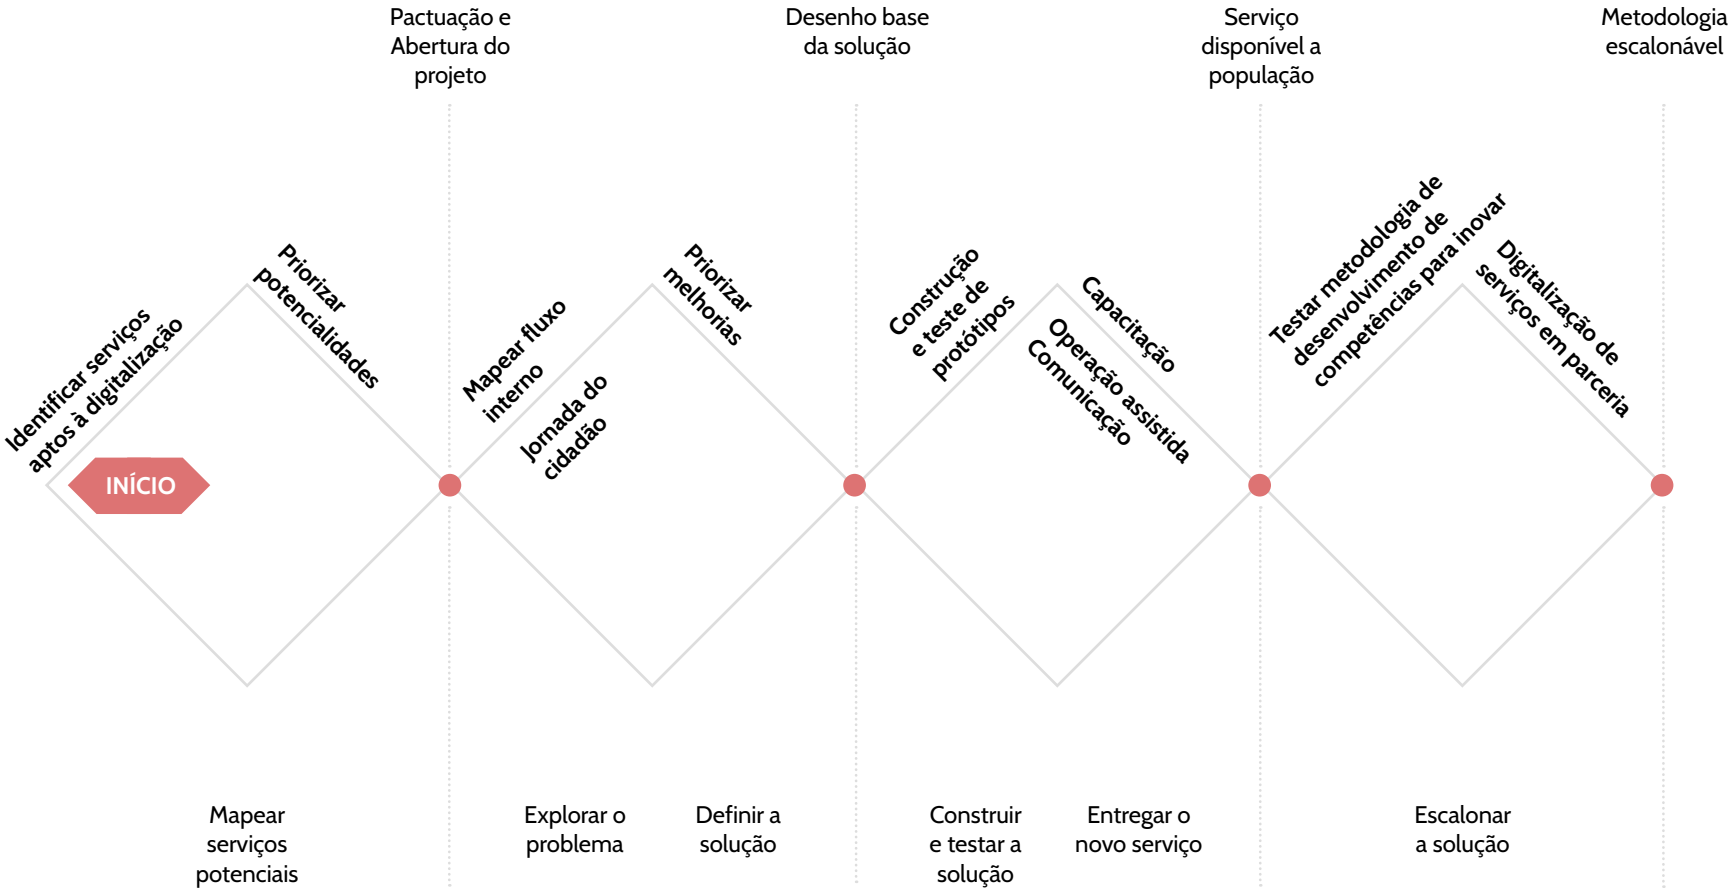 Pactuação e
Abertura do
projeto
Desenho base
da solução
Serviço
disponível a
população
Metodologia
escalonável
Identificar serviços
aptos à digitalização
Priorizar
potencialidades
Mapear fluxo
interno
Jornada do
cidadão
Priorizar
melhorias
Construção
e teste de
protótipos
Capacitação
Operação assistida
Comunicação
Testar metodologia de
desenvolvimento de
competências para inovar
Digitalização de
serviços em parceria
INÍCIO
Mapear
serviços
potenciais
Explorar o
problema
Definir a
solução
Construir
e testar a
solução
Entregar o
novo serviço
Escalonar
a solução